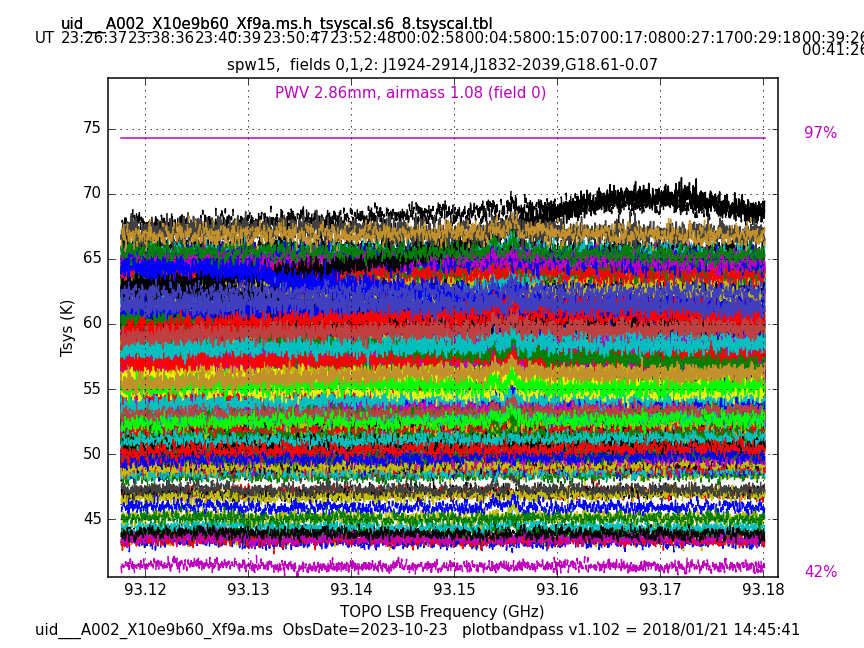 uid___A002_X10e9b60_Xf9a.ms.h_tsyscal.s6_8.tsyscal.tbl
UT 23:26:37 23:38:36 23:40:39 23:50:47 23:52:48 00:02:58 00:04:58 00:15:07 00:17:08 00:27:17 00:29:18 00:39:26
00:41:26
spw15, fields 0,1,2: J1924-2914,J1832-2039,G18.61-0.07
PWV 2.86mm, airmass 1.08 (field 0)
97%
75
70
65
60
55
50
45
Tsys (K)
42%
93.12 93.13 93.14 93.15 93.16 93.17 93.18
TOPO LSB Frequency (GHz)
uid___A002_X10e9b60_Xf9a.ms ObsDate=2023-10-23 plotbandpass v1.102 = 2018/01/21 14:45:41